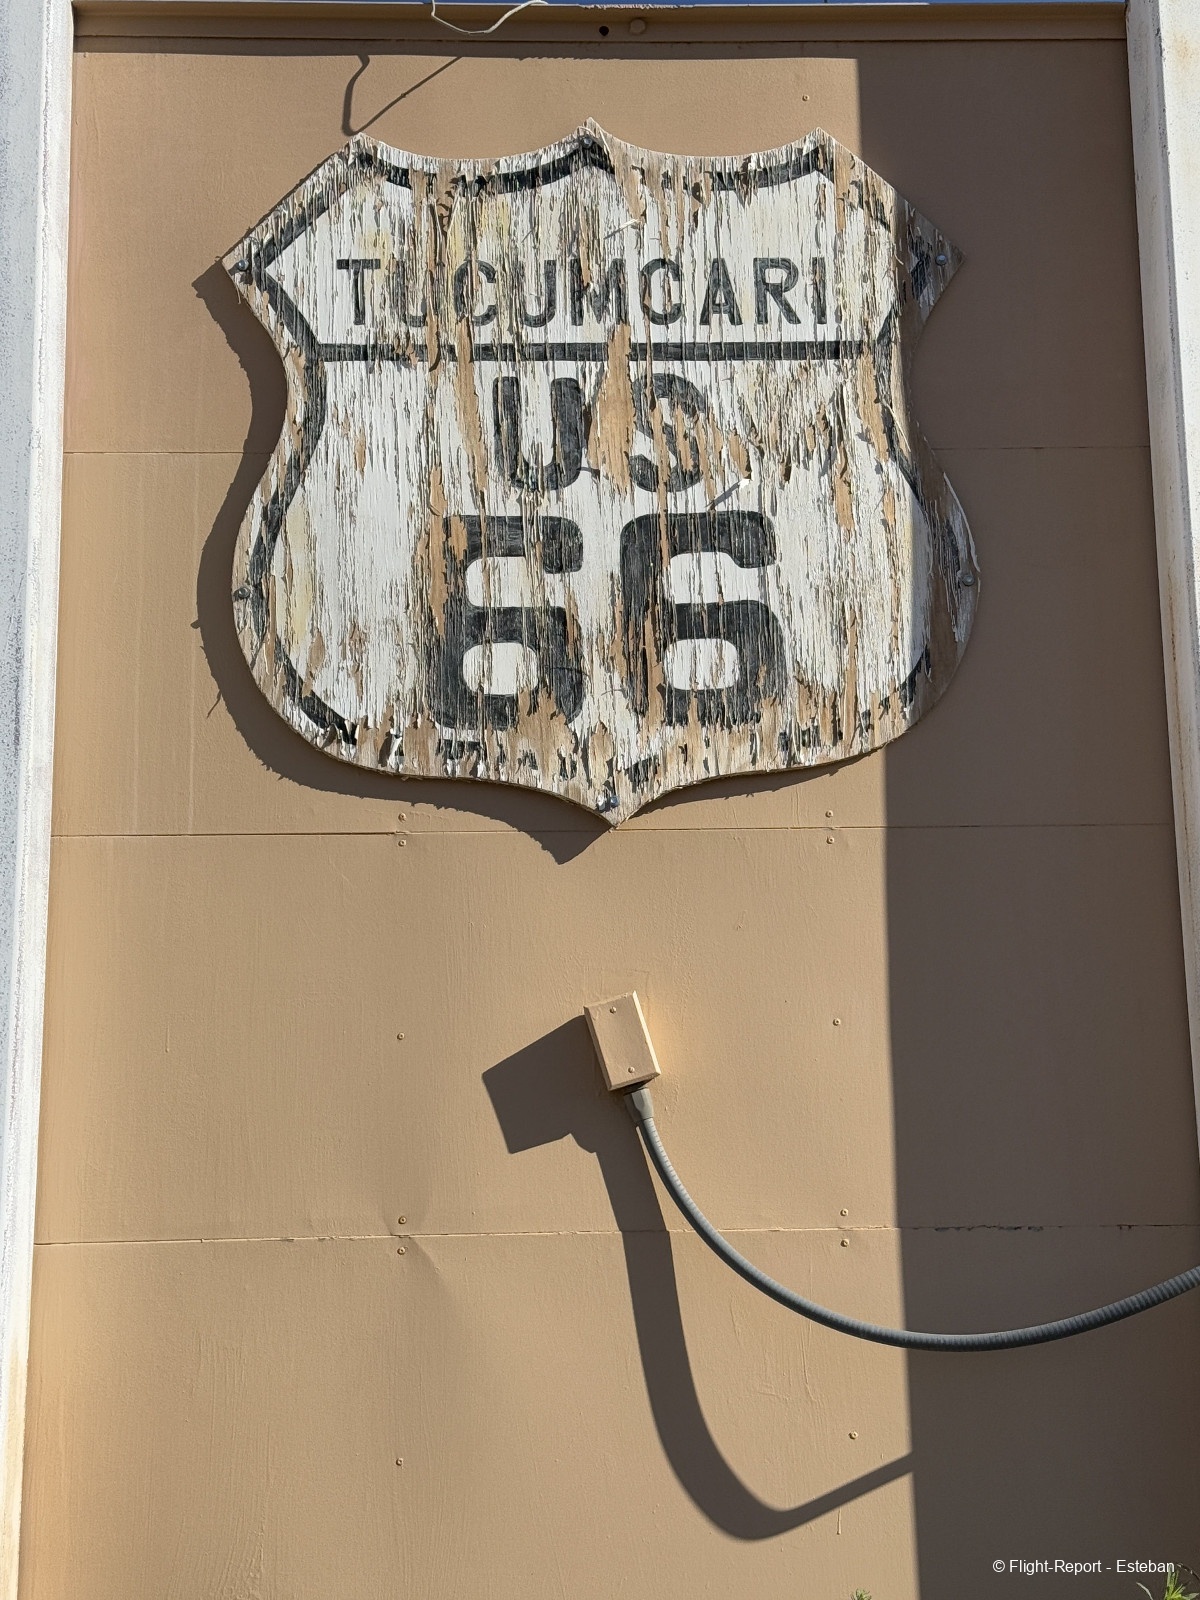 TUCUMCARI
US
66
© Flight-Report - Esteban